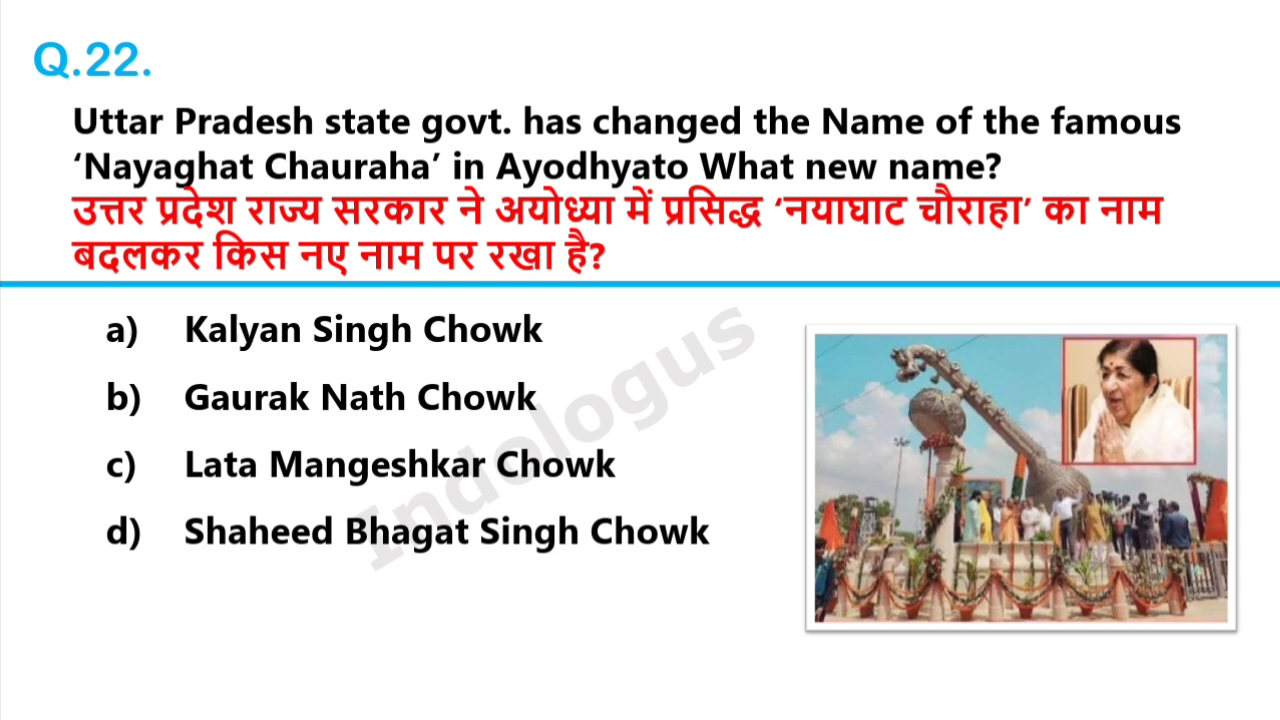 Q.22.
Uttar Pradesh state govt. has changed the Name of the famous
‘Nayaghat Chauraha’ in Ayodhyato What new name?
उत्तर प्रदेश राज्य सरकार ने अयोध्या में प्रसिद्ध ‘नयाघाट चौराहा’ का नाम
बदलकर किस नए नाम पर रखा है?
a) Kalyan Singh Chowk
b) Gaurak Nath Chowk
c) Lata Mangeshkar Chowk
d) Shaheed Bhagat Singh Chowk
Indologus